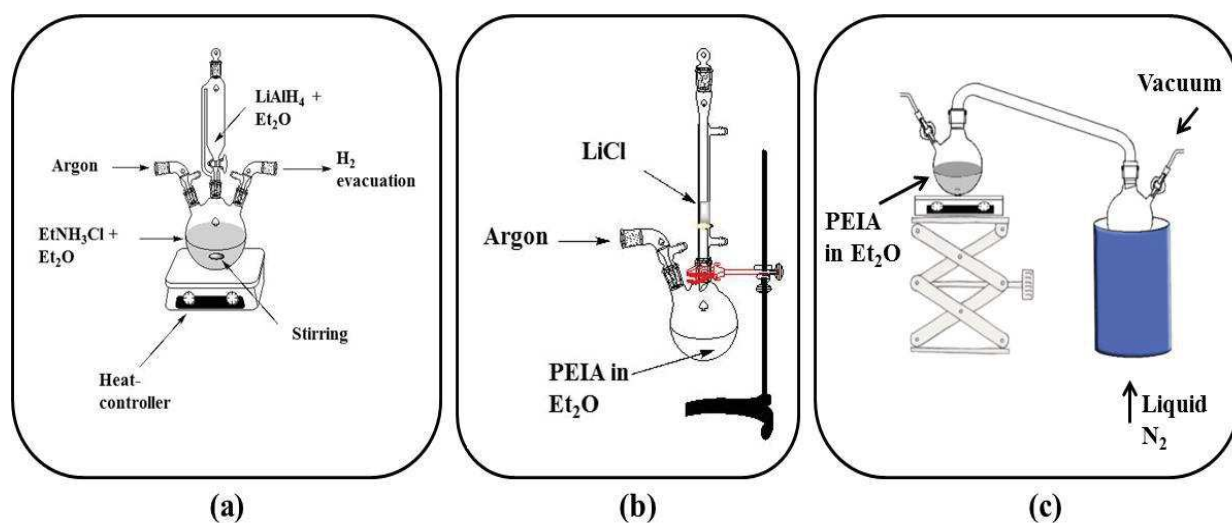 LiAlH₄ +
Et₂O
Argon
H₂
evacuation
EtNH₃Cl +
Et₂O
Stirring
Heat-
controller
(a)
LiCl
Argon
PEIA in
Et₂O
(b)
Vacuum
PEIA
in Et₂O
Liquid
N₂
(c)